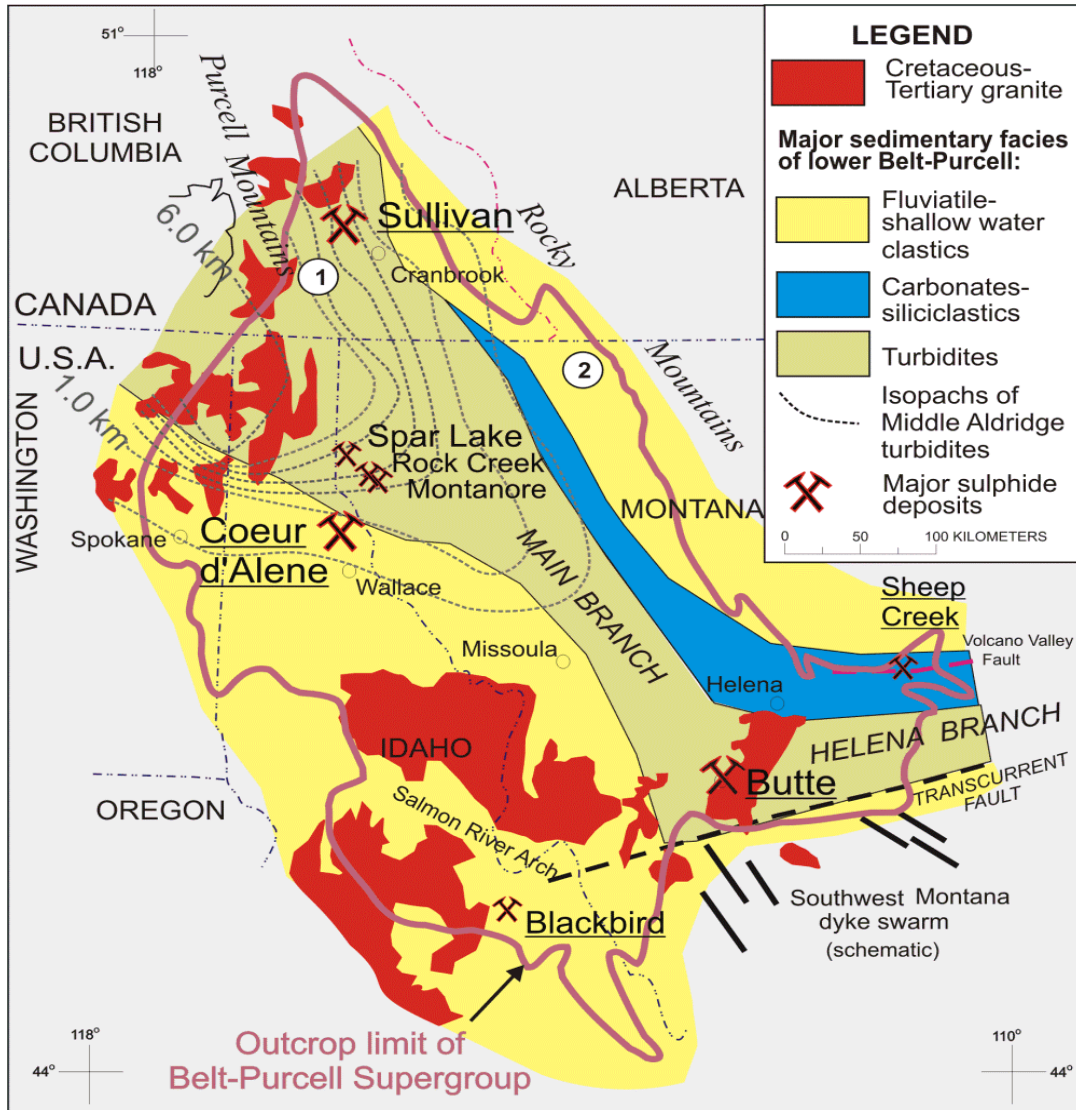 51°
118°
BRITISH
COLUMBIA
Purcell Mountains
6.0 km
ALBERTA
Rocky
Mountains
Sullivan
Cranbrook
1
CANADA
U.S.A.
1.0 km
WASHINGTON
2
Spar Lake
Rock Creek
Montanore
MONTANA
Spokane
Coeur
d'Alene
Wallace
MAIN BRANCH
Missoula
Helena
Sheep
Creek
Volcano Valley
Fault
HELENA BRANCH
TRANSCURRENT
FAULT
IDAHO
OREGON
Butte
Salmon River Arch
Blackbird
Southwest Montana
dyke swarm
(schematic)
Outcrop limit of
Belt-Purcell Supergroup
118°
44°
110°
44°
LEGEND
Cretaceous-
Tertiary granite
Major sedimentary facies
of lower Belt-Purcell:
Fluviatile-
shallow water
clastics
Carbonates-
siliciclastics
Turbidites
Isopachs of
Middle Aldridge
turbidites
Major sulphide
deposits
0 50 100 KILOMETERS